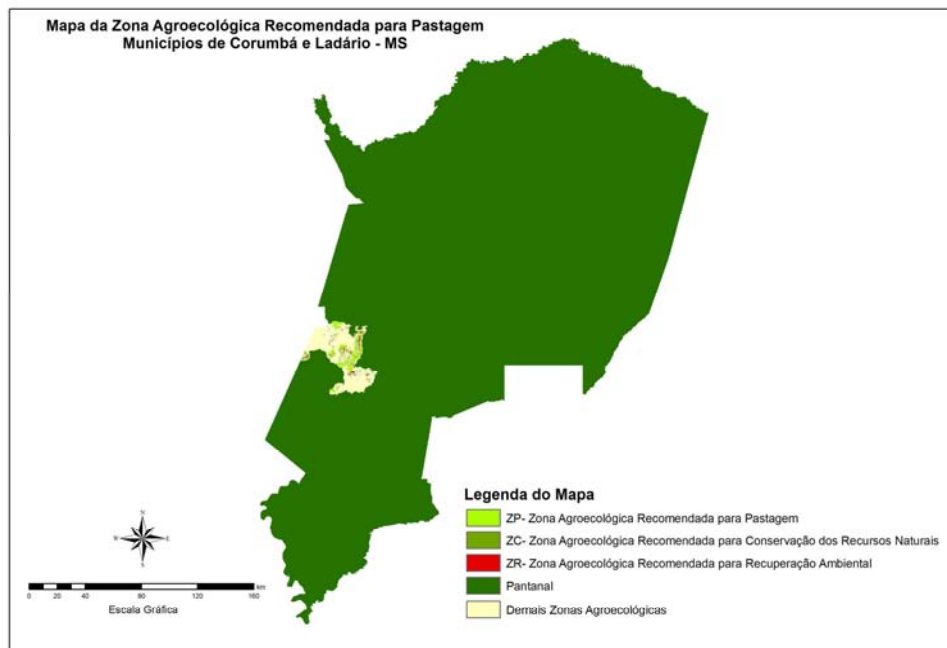 Mapa da Zona Agroecológica Recomendada para Pastagem
Municípios de Corumbá e Ladário - MS
Legenda do Mapa
ZP- Zona Agroecológica Recomendada para Pastagem
ZC- Zona Agroecológica Recomendada para Conservação dos Recursos Naturais
ZR- Zona Agroecológica Recomendada para Recuperação Ambiental
Pantanal
Demais Zonas Agroecológicas
N
W
E
S
km
0 20 40 80 120 160
Escala Gráfica